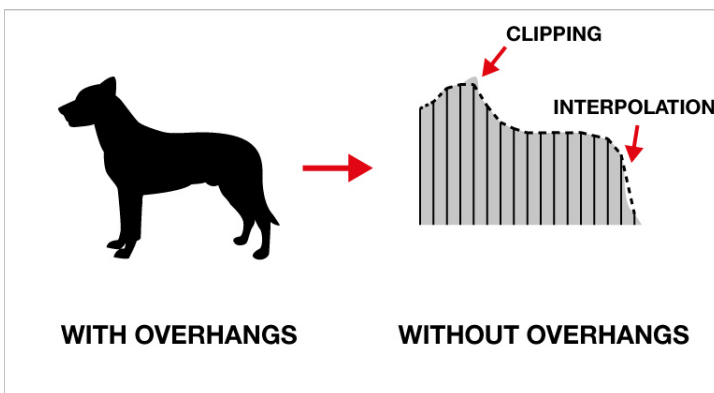 CLIPPING
INTERPOLATION
WITH OVERHANGS
WITHOUT OVERHANGS